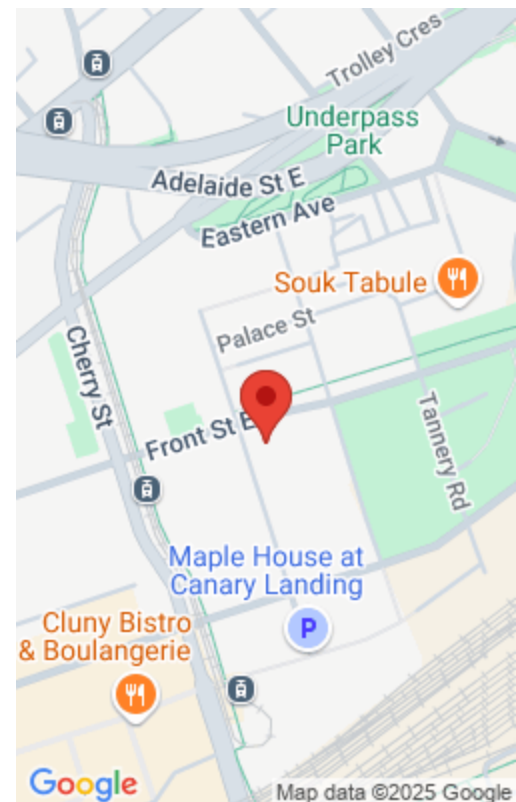 Trolley Cres
Underpass
Park
Adelaide St E
Eastern Ave
Souk Tabule
Palace St
Cherry St
Front St E
Tannery Rd
Maple House at
Canary Landing
P
Cluny Bistro
& Boulangerie
Google
Map data ©2025 Google